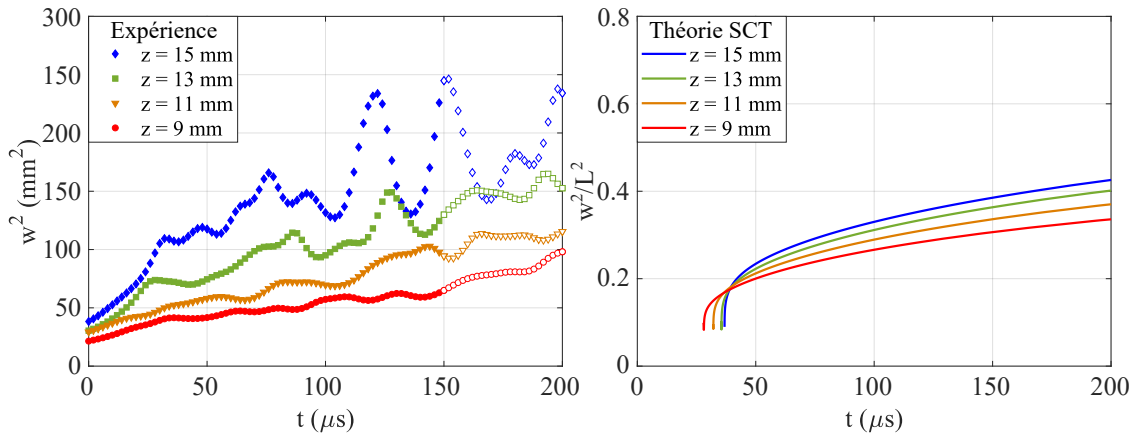 300
150
200
150
100
50
0
w² (mm²)
Expérience
z = 15 mm
z = 13 mm
z = 11 mm
z = 9 mm
0 50 100 150 200
t (μs)
0.8
0.6
0.4
0.2
0
w²/L²
Théorie SCT
z = 15 mm
z = 13 mm
z = 11 mm
z = 9 mm
0 50 100 150 200
t (μs)